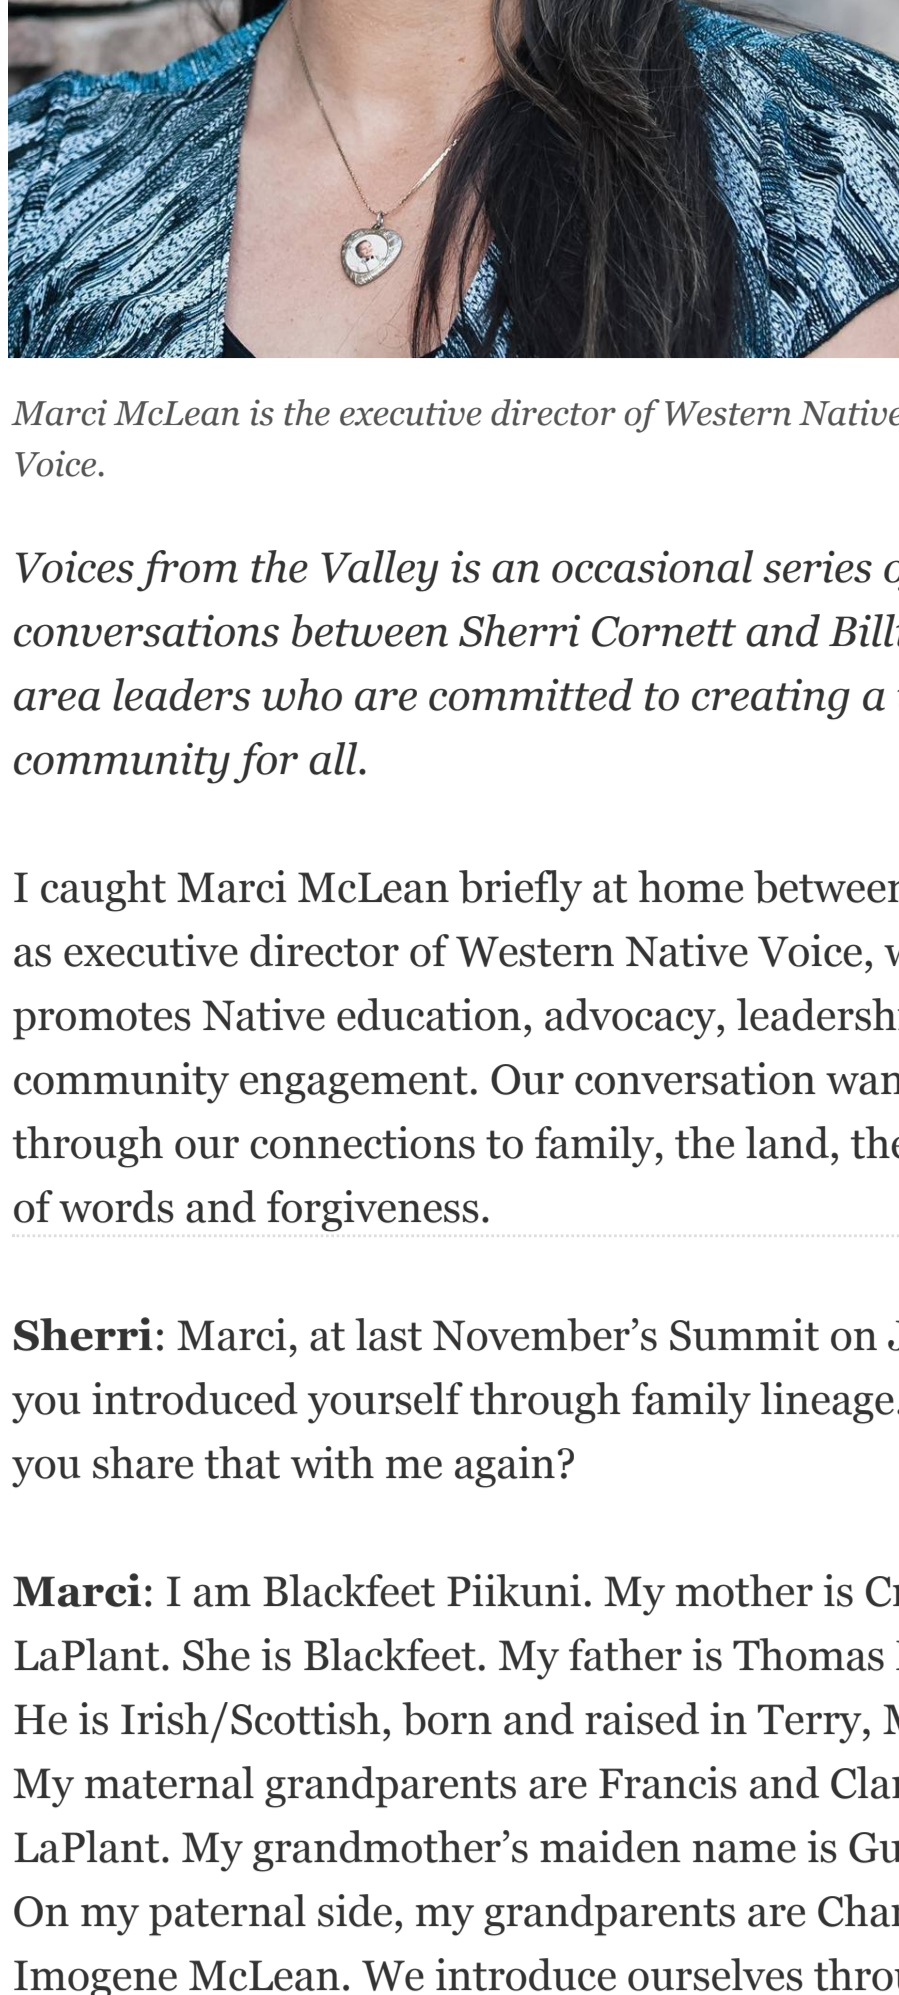 Marci McLean is the executive director of Western Native
Voice.
Voices from the Valley is an occasional series
conversations between Sherri Cornett and
area leaders who are committed to creating a
community for all.
I caught Marci McLean briefly at home between
as executive director of Western Native Voice,
promotes Native education, advocacy,
community engagement. Our conversation
through our connections to family, the land,
of words and forgiveness.
Sherri: Marci, at last November’s Summit on
you introduced yourself through family lineage.
you share that with me again?
Marci: I am Blackfeet Piikuni. My mother is
LaPlant. She is Blackfeet. My father is Thomas
He is Irish/Scottish, born and raised in Terry,
My maternal grandparents are Francis and
LaPlant. My grandmother’s maiden name is
On my paternal side, my grandparents are
Imogene McLean. We introduce ourselves